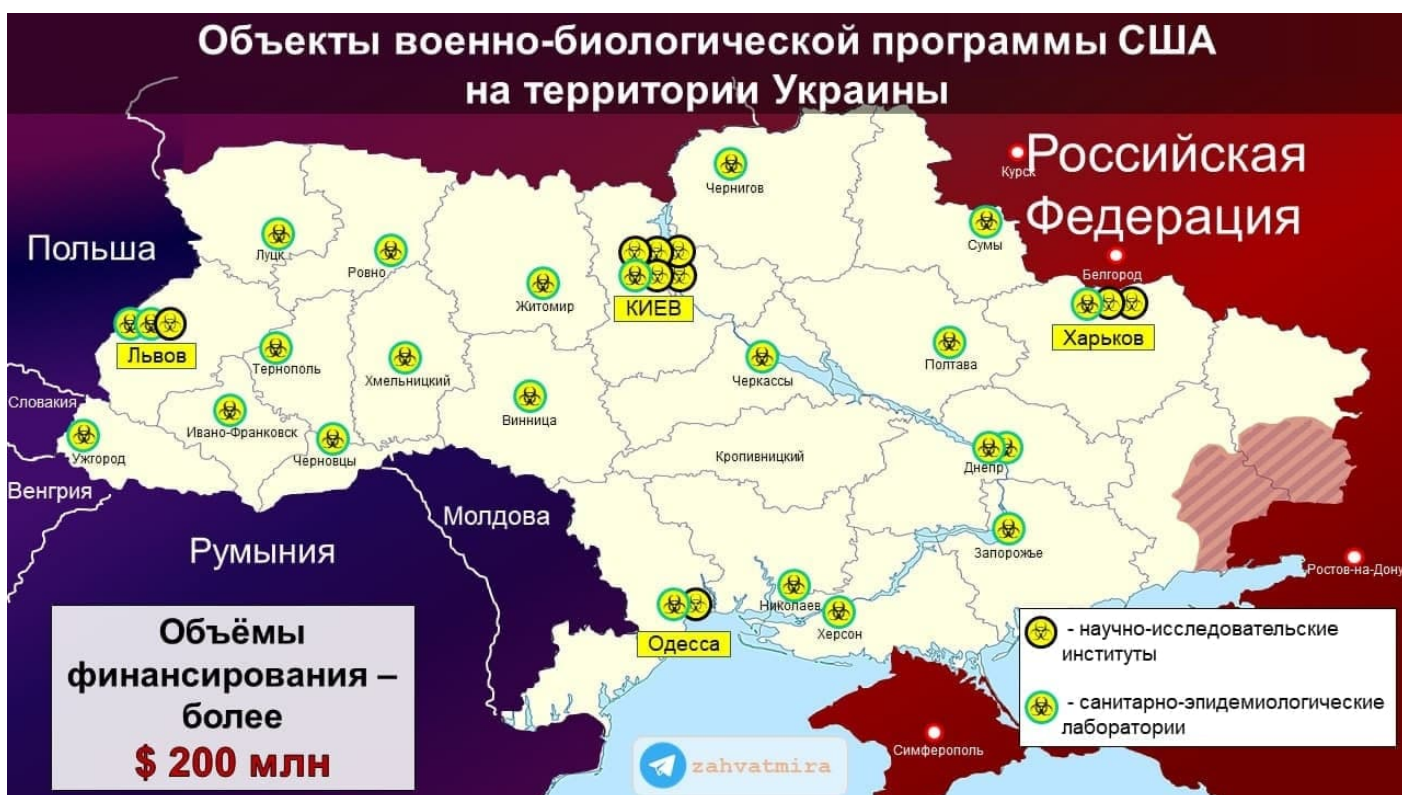 Объекты военно-биологической программы США
на территории Украины
Российская
Федерация
Курск
Белгород
Чернигов
Сумы
Польша
Луцк
Ровно
Житомир
КИЕВ
Харьков
Львов
Тернополь
Хмельницкий
Черкассы
Полтава
Словакия
Ивано-Франковск
Винница
Ужгород
Черновцы
Кропивницкий
Днепр
Венгрия
Молдова
Румыния
Запорожье
Ростов-на-Дону
Николаев
Херсон
Одесса
Симферополь
Объёмы
финансирования –
более
$ 200 млн
- научно-исследовательские
институты
- санитарно-эпидемиологические
лаборатории
zahvatmira